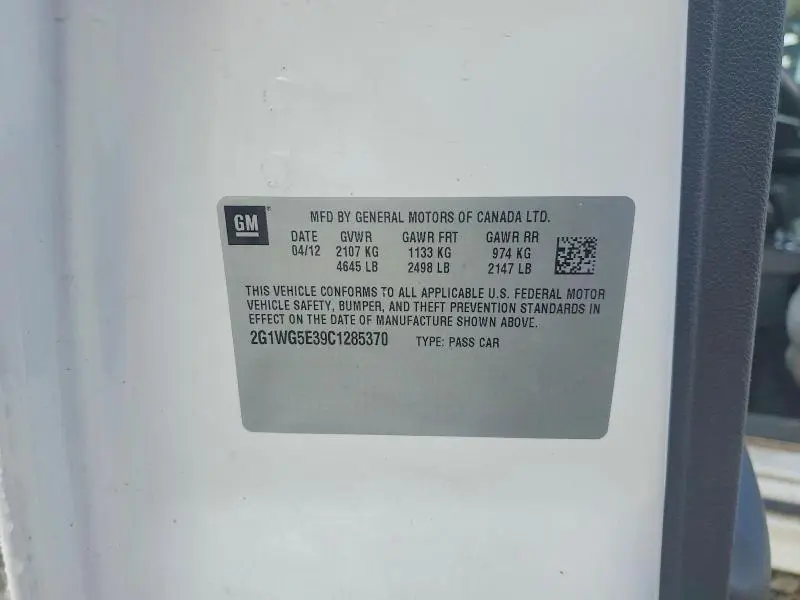 GM ® MFD BY GENERAL MOTORS OF CANADA LTD.
DATE GVWR GAWR FRT GAWR RR
04/12 2107 KG 1133 KG 974 KG
4645 LB 2498 LB 2147 LB
THIS VEHICLE CONFORMS TO ALL APPLICABLE U.S. FEDERAL MOTOR
VEHICLE SAFETY, BUMPER, AND THEFT PREVENTION STANDARDS IN
EFFECT ON THE DATE OF MANUFACTURE SHOWN ABOVE.
2G1WG5E39C1285370 TYPE: PASS CAR